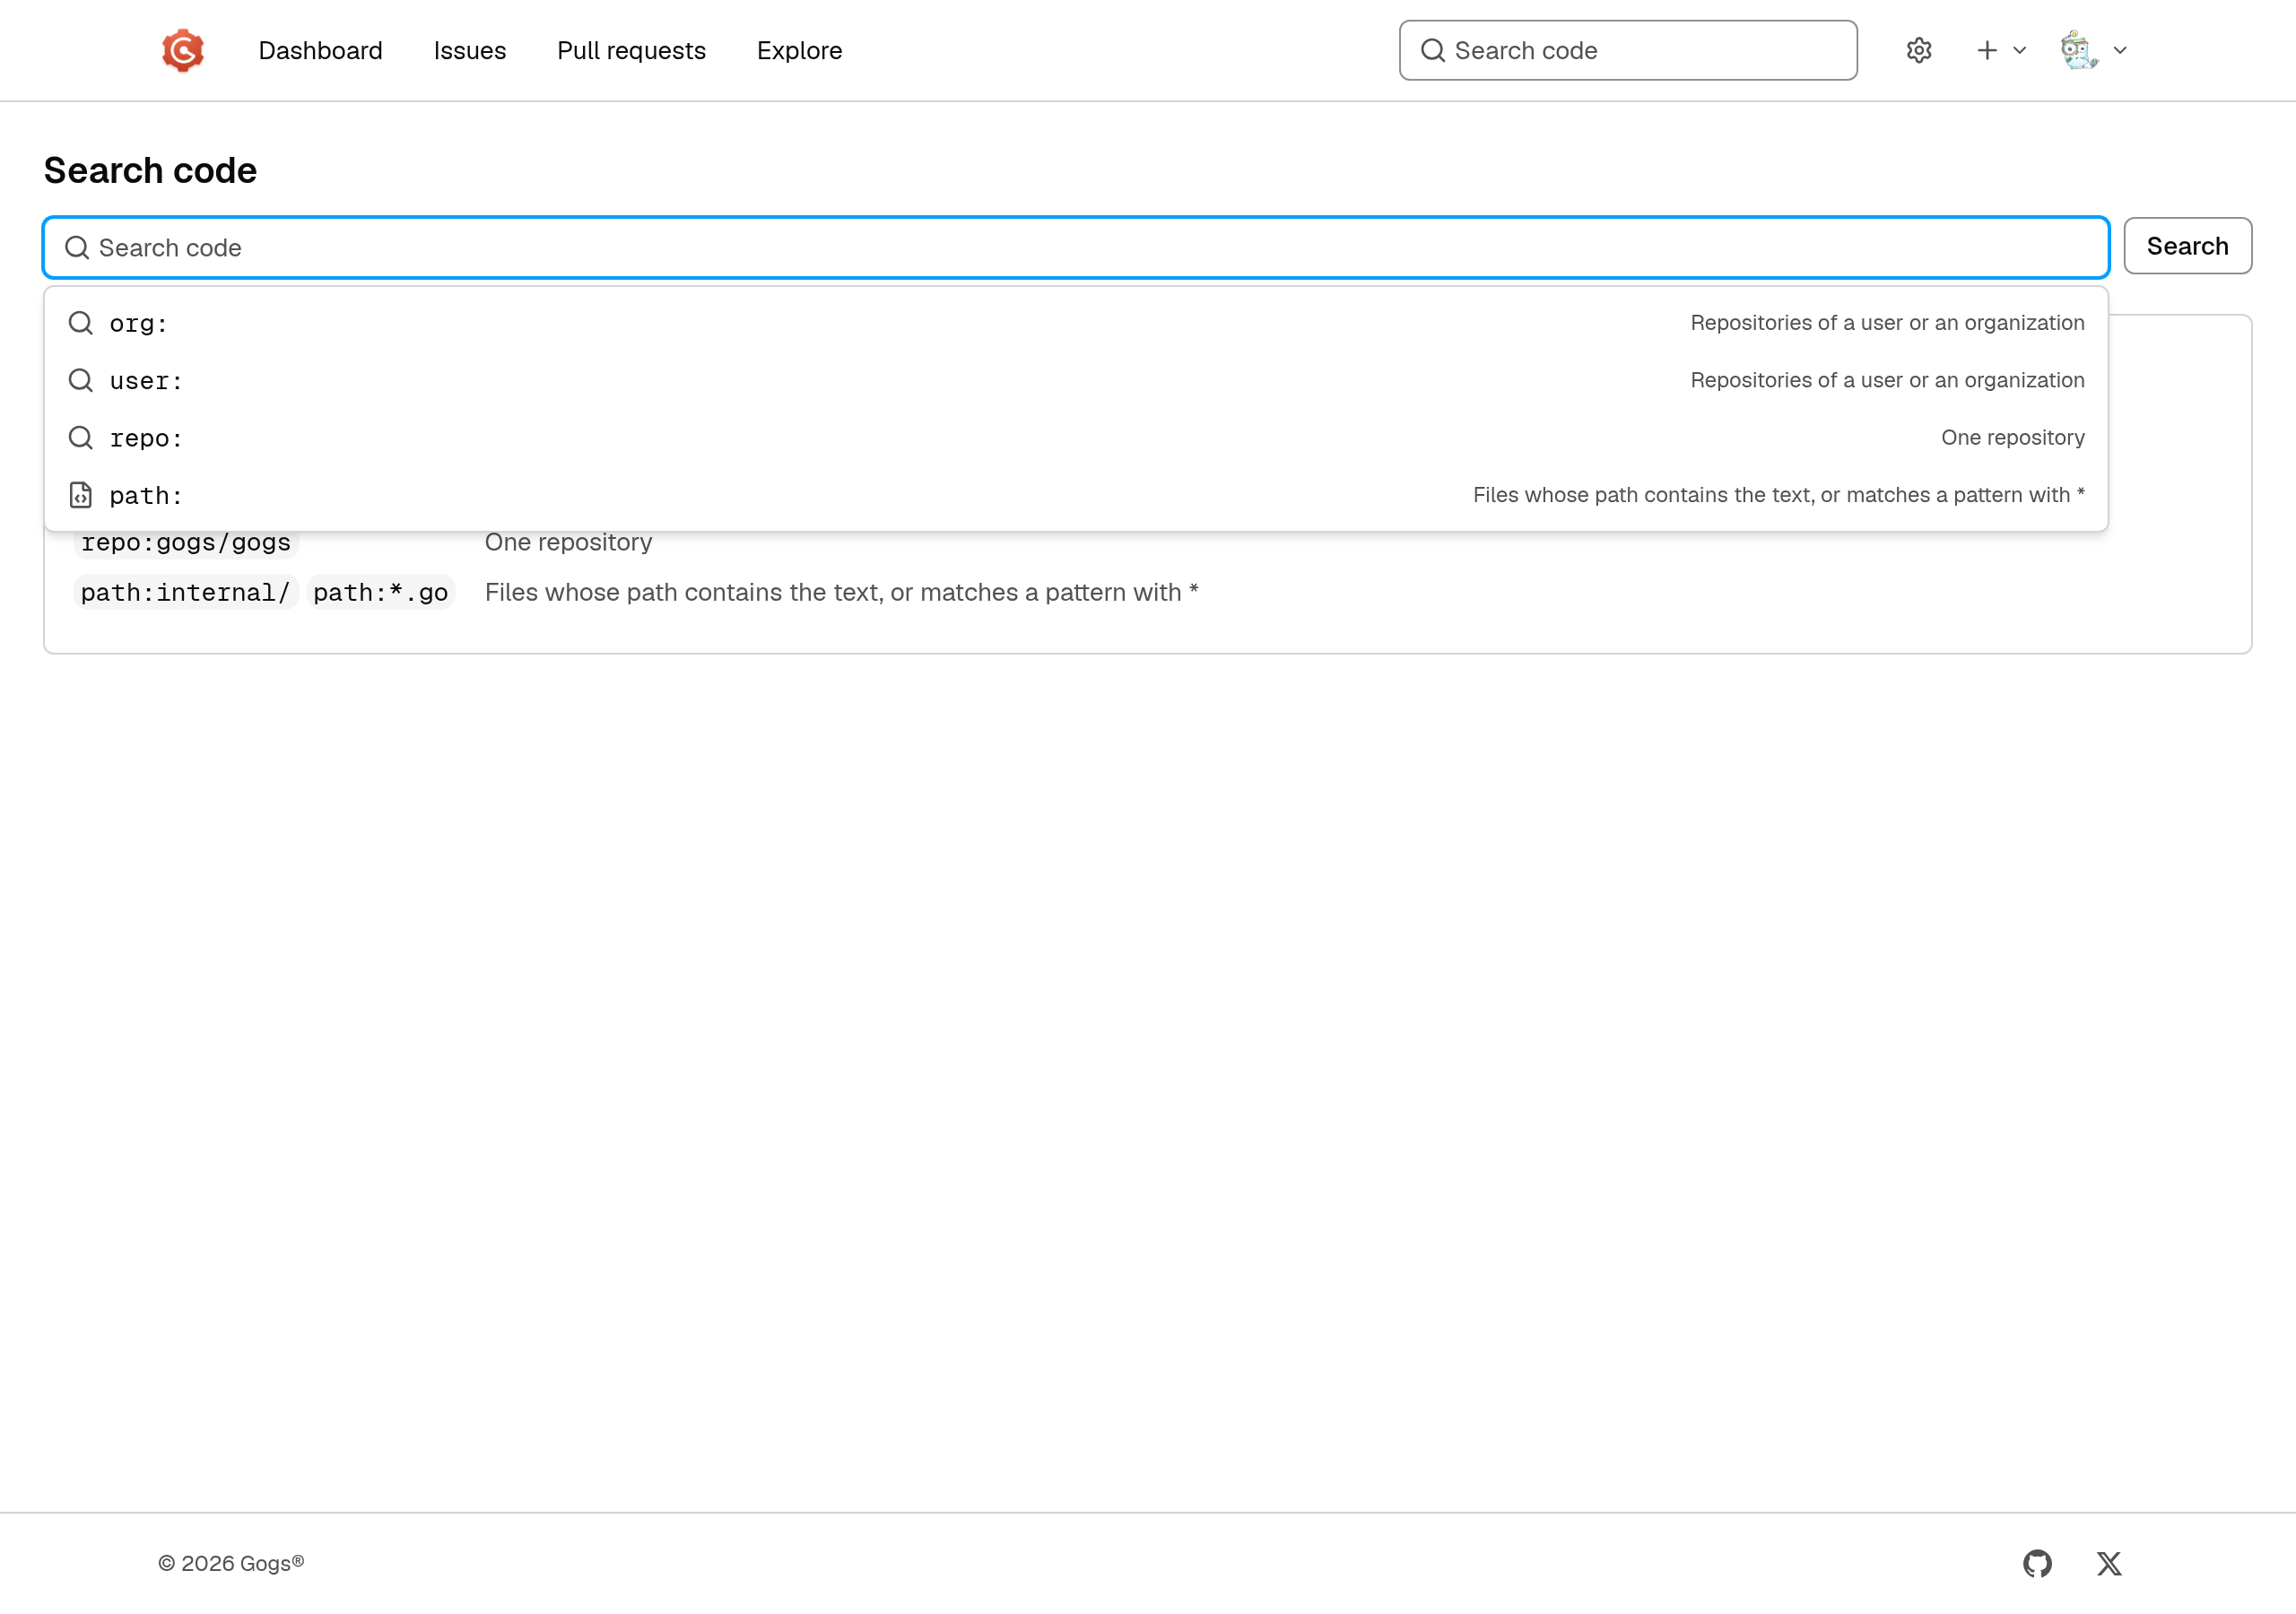 Dashboard Issues Pull requests Explore Search code
Search code
Search code Search
org: Repositories of a user or an organization
user: Repositories of a user or an organization
repo: One repository
path: Files whose path contains the text, or matches a pattern with *
repo:gogs/gogs One repository
path:internal/ path:*.go Files whose path contains the text, or matches a pattern with *
© 2026 Gogs®